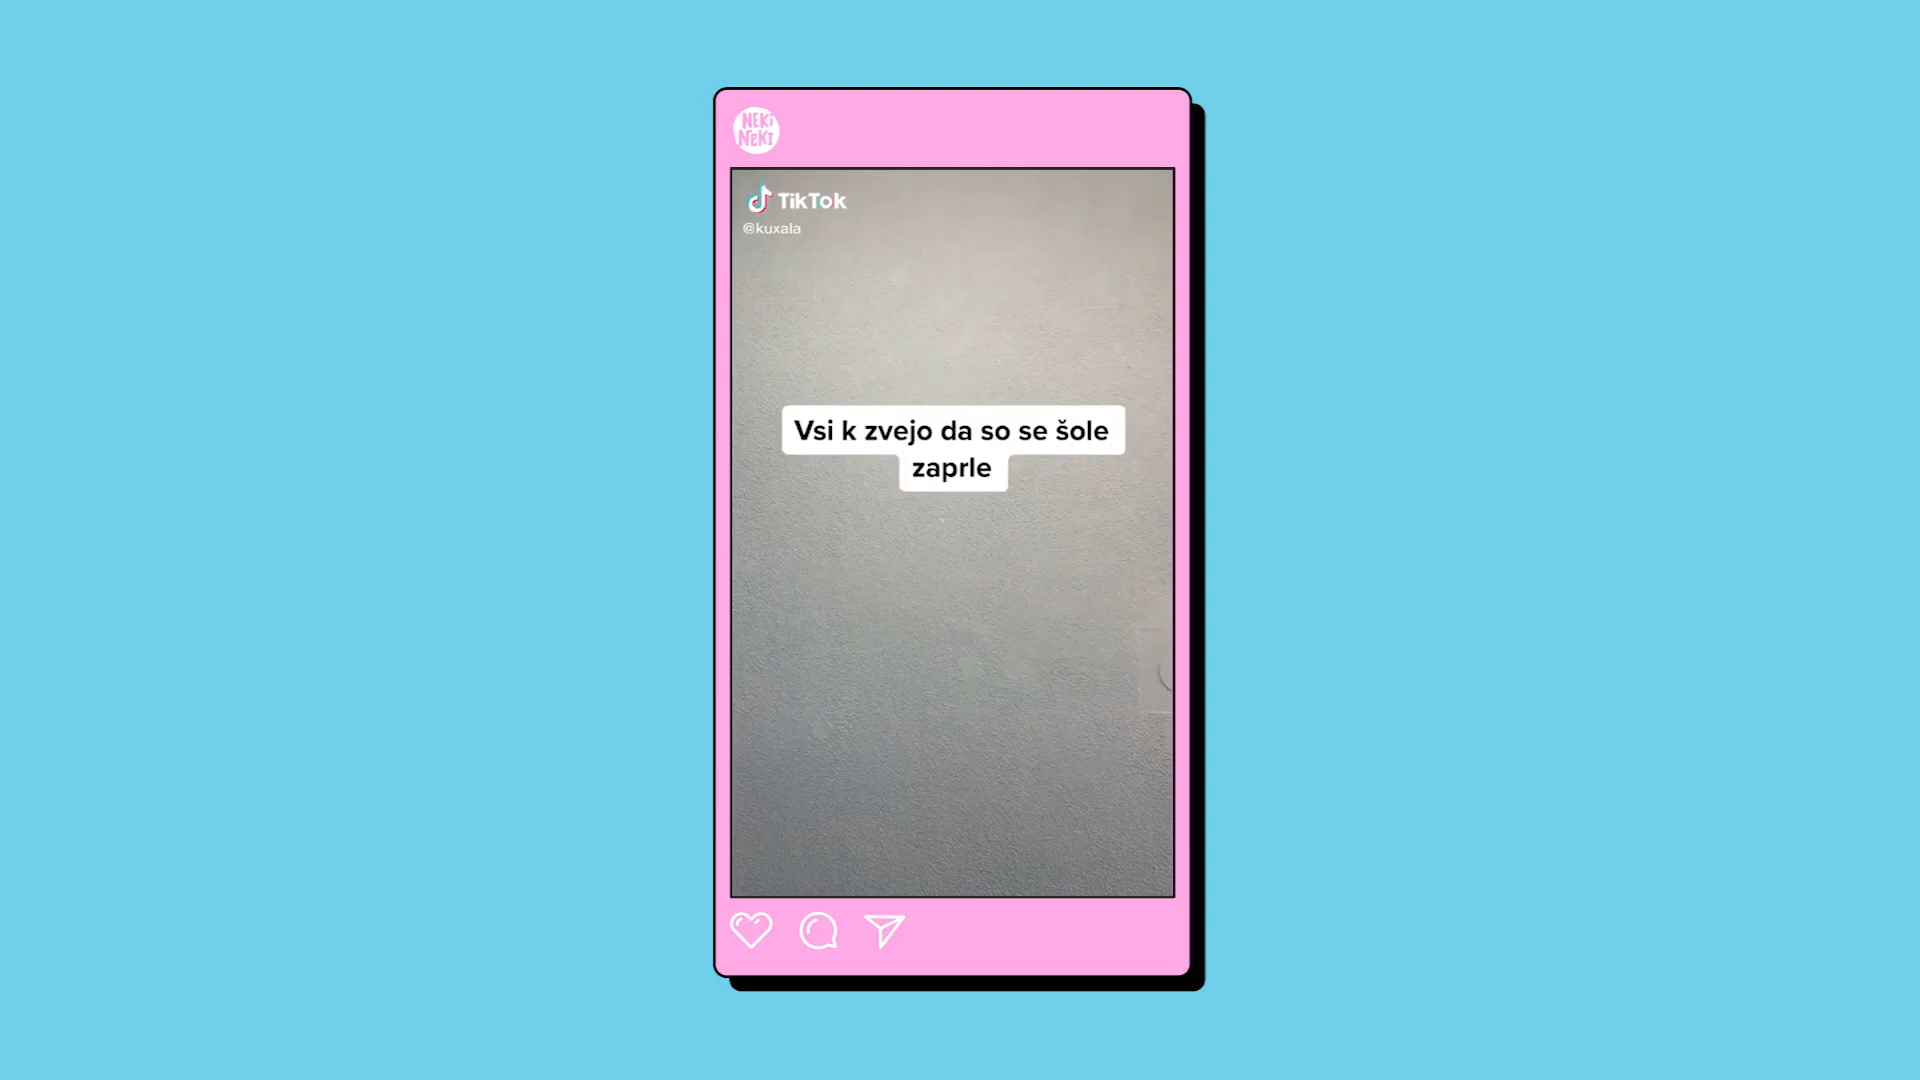 NEKi
NeKI
TikTok
@kuxala
Vsi k zvejo da so se šole
zaprle